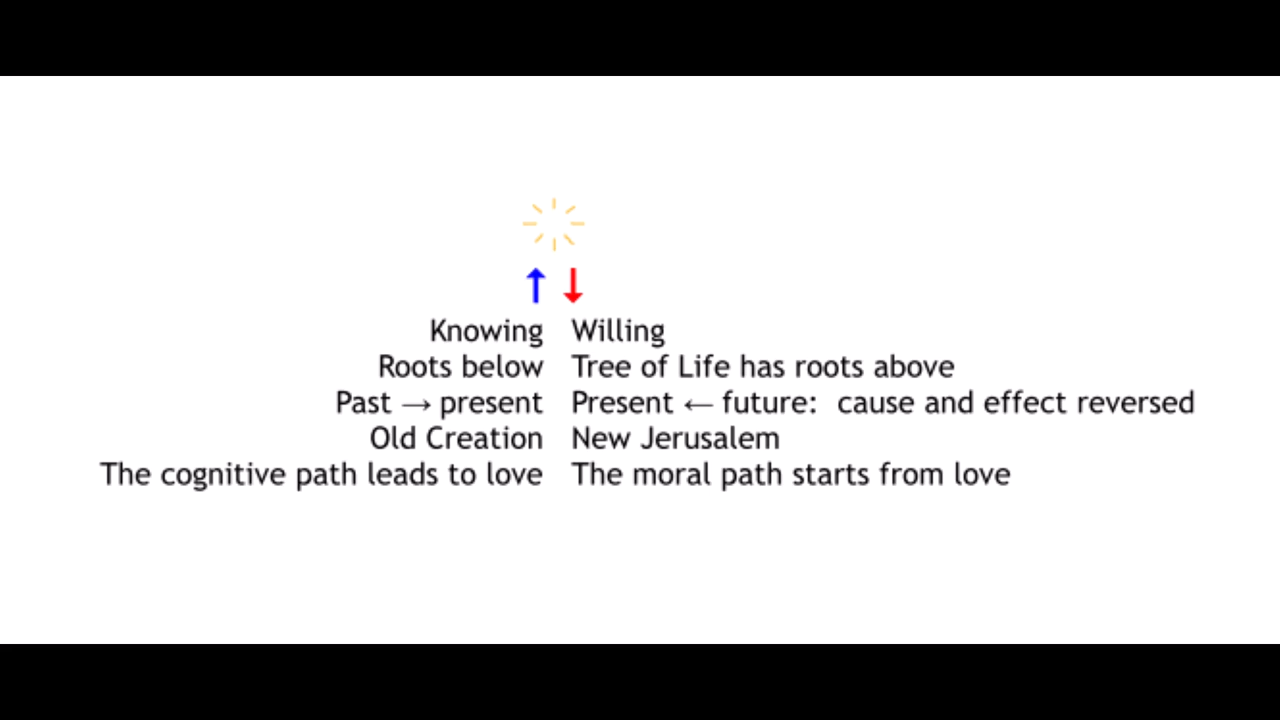 Knowing Willing
Roots below Tree of Life has roots above
Past → present Present ← future: cause and effect reversed
Old Creation New Jerusalem
The cognitive path leads to love The moral path starts from love